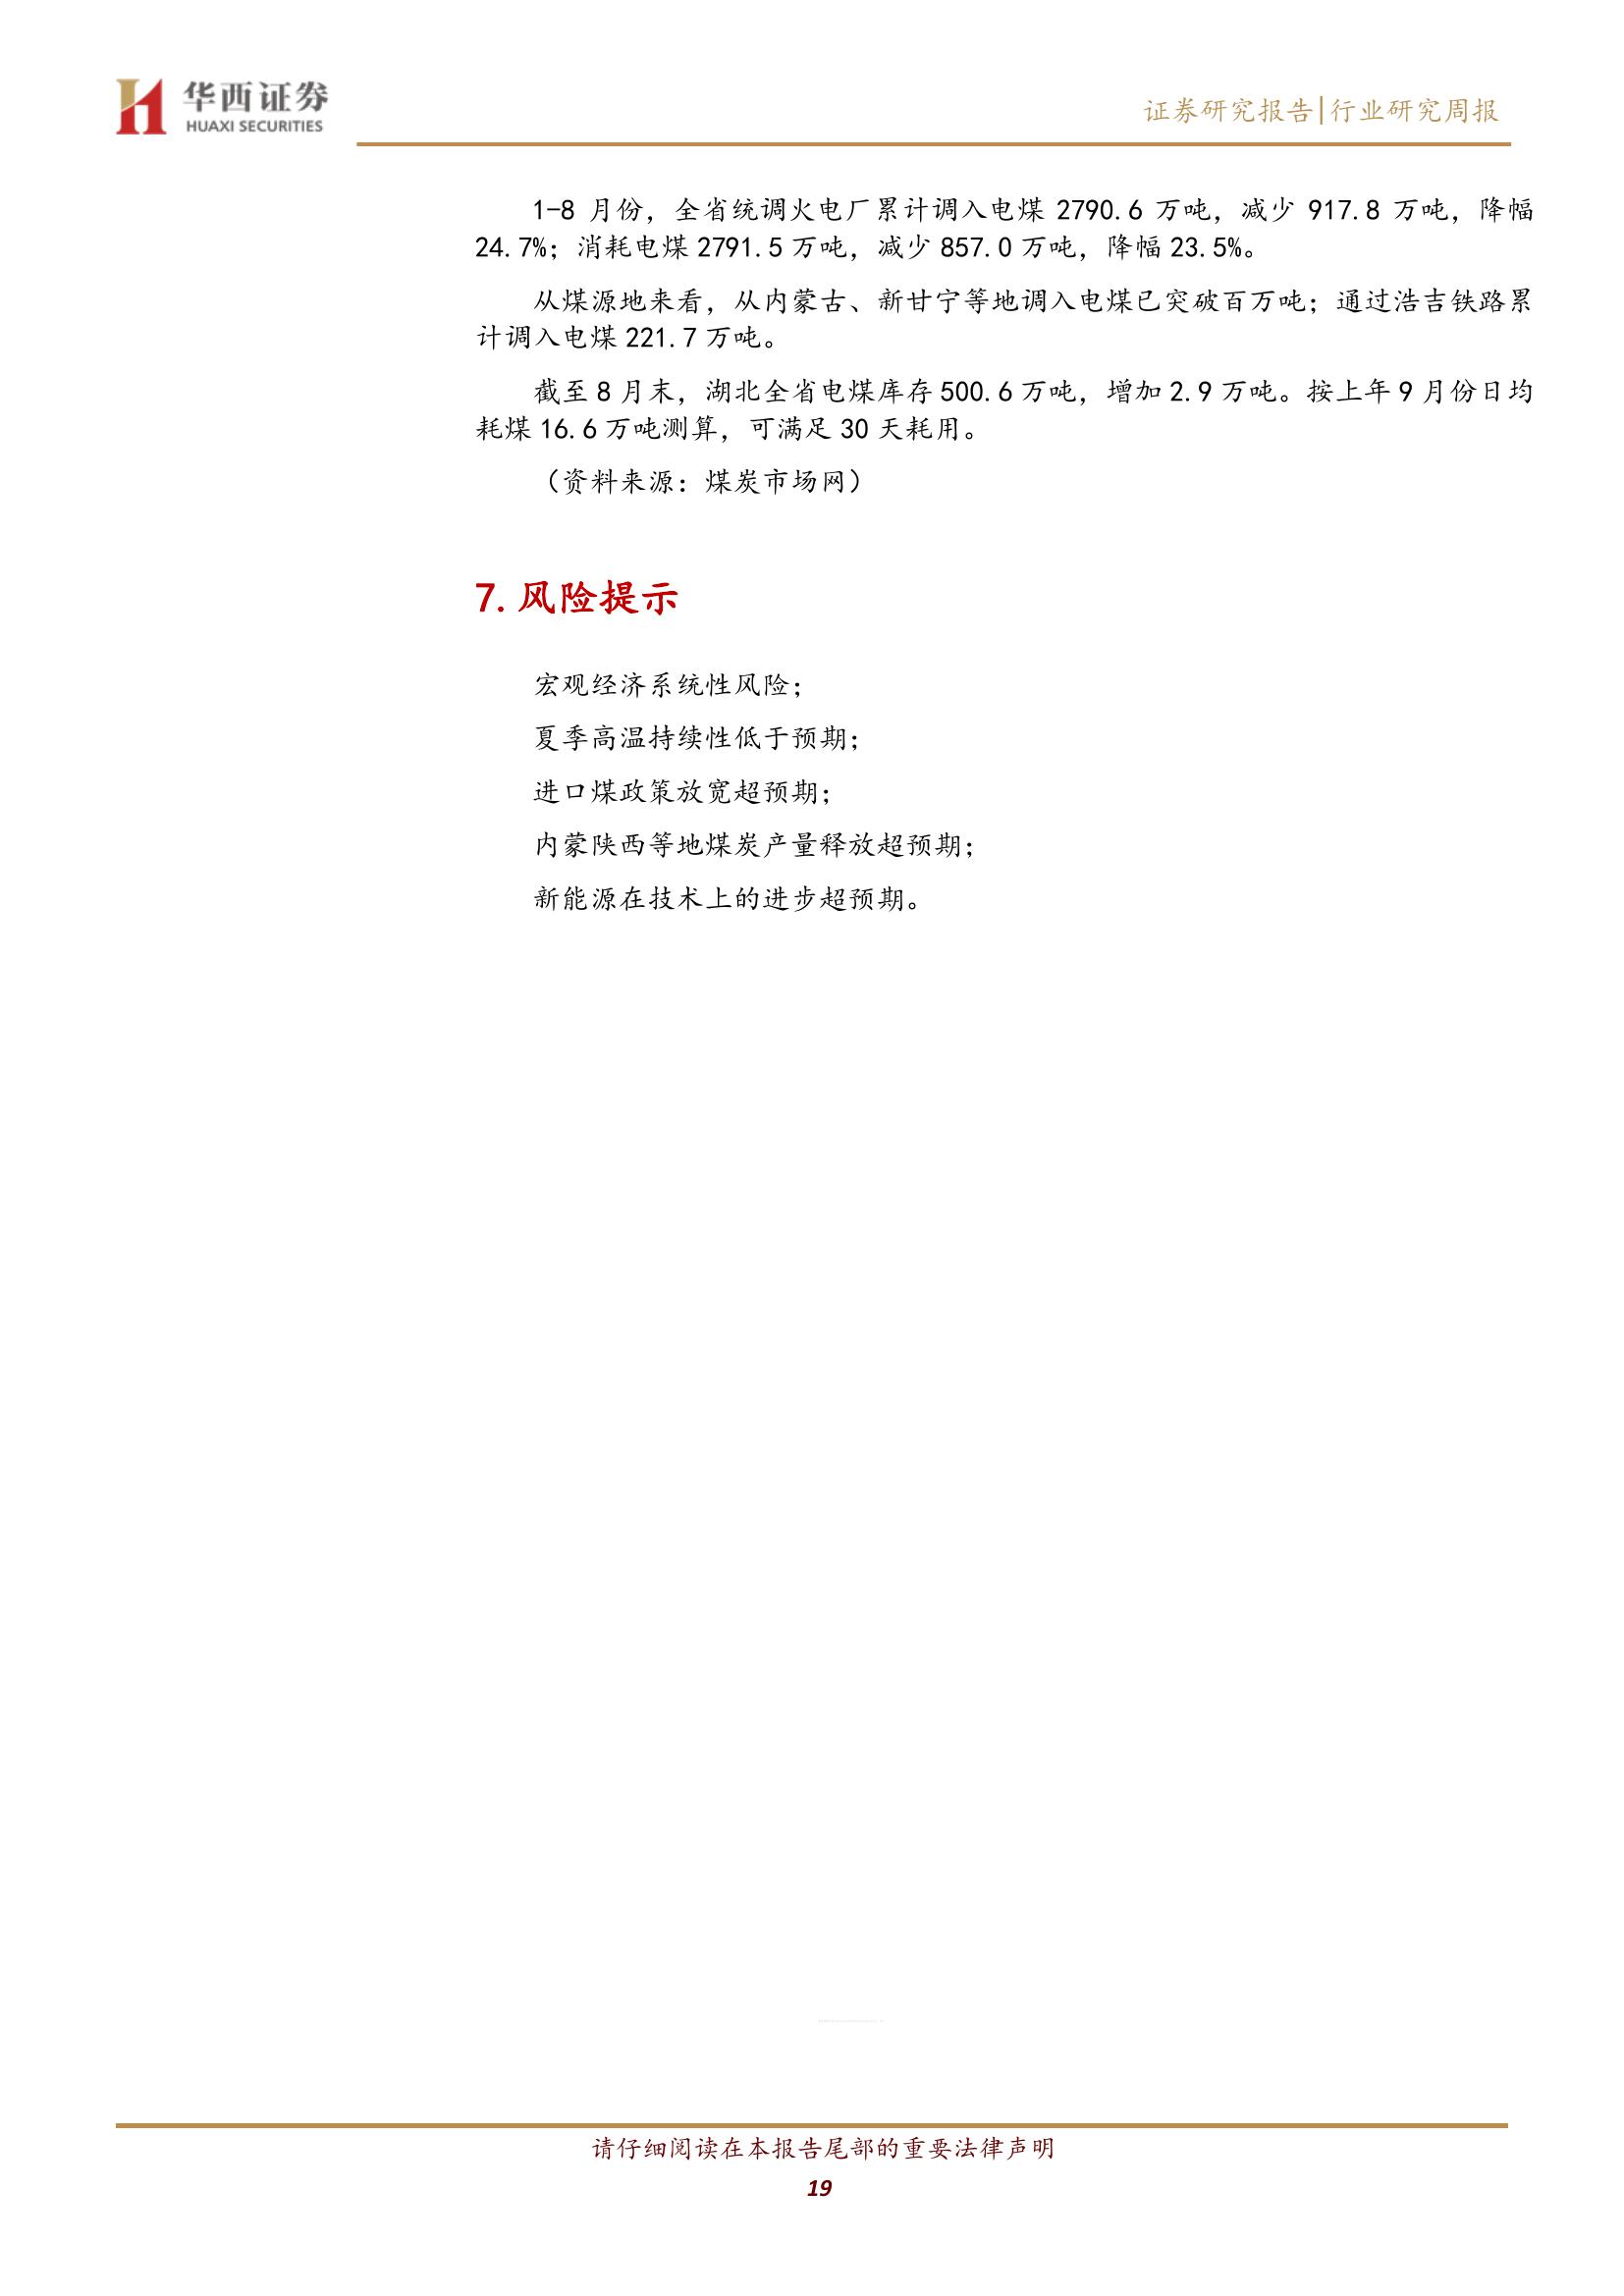 华西证券
HUAXI SECURITIES
证券研究报告|行业研究周报
1-8 月份，全省统调火电厂累计调入电煤 2790.6 万吨，减少 917.8 万吨，降幅
24.7%；消耗电煤 2791.5 万吨，减少 857.0 万吨，降幅 23.5%。
从煤源地来看，从内蒙古、新甘宁等地调入电煤已突破百万吨；通过浩吉铁路累
计调入电煤 221.7 万吨。
截至 8 月末，湖北全省电煤库存 500.6 万吨，增加 2.9 万吨。按上年 9 月份日均
耗煤 16.6 万吨测算，可满足 30 天耗用。
（资料来源：煤炭市场网）
7. 风险提示
宏观经济系统性风险；
夏季高温持续性低于预期；
进口煤政策放宽超预期；
内蒙陕西等地煤炭产量释放超预期；
新能源在技术上的进步超预期。
请仔细阅读在本报告尾部的重要法律声明
19